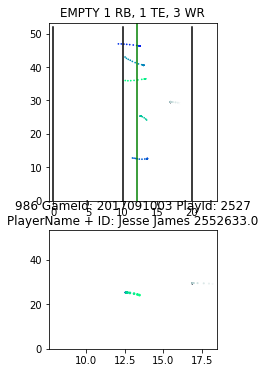 EMPTY 1 RB, 1 TE, 3 WR
50
40
30
20
10
0
0 5 10 15 20
986 GameId: 2017091003 PlayId: 2527
PlayerName + ID: Jesse James 2552633.0
40
20
0
10.0 12.5 15.0 17.5